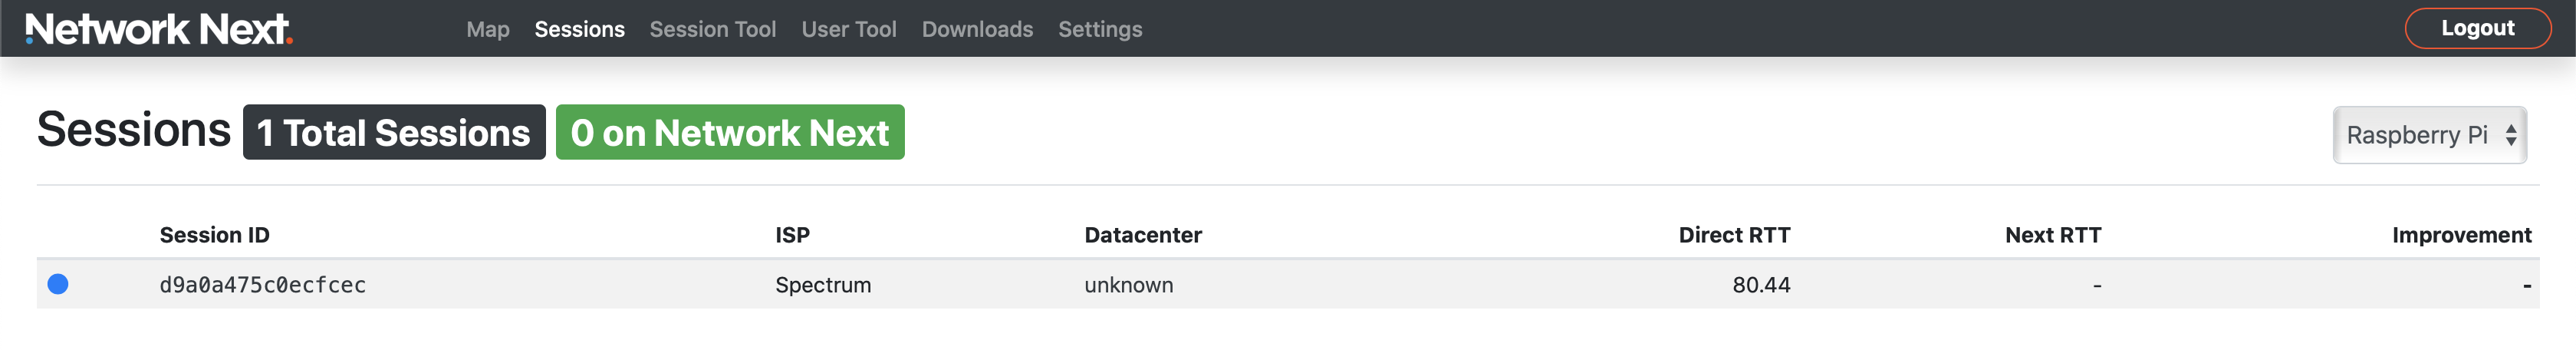 Network Next. Map Sessions Session Tool User Tool Downloads Settings Logout
Sessions 1 Total Sessions 0 on Network Next Raspberry Pi
Session ID ISP Datacenter Direct RTT Next RTT Improvement
d9a0a475c0ecfcec Spectrum unknown 80.44 - -